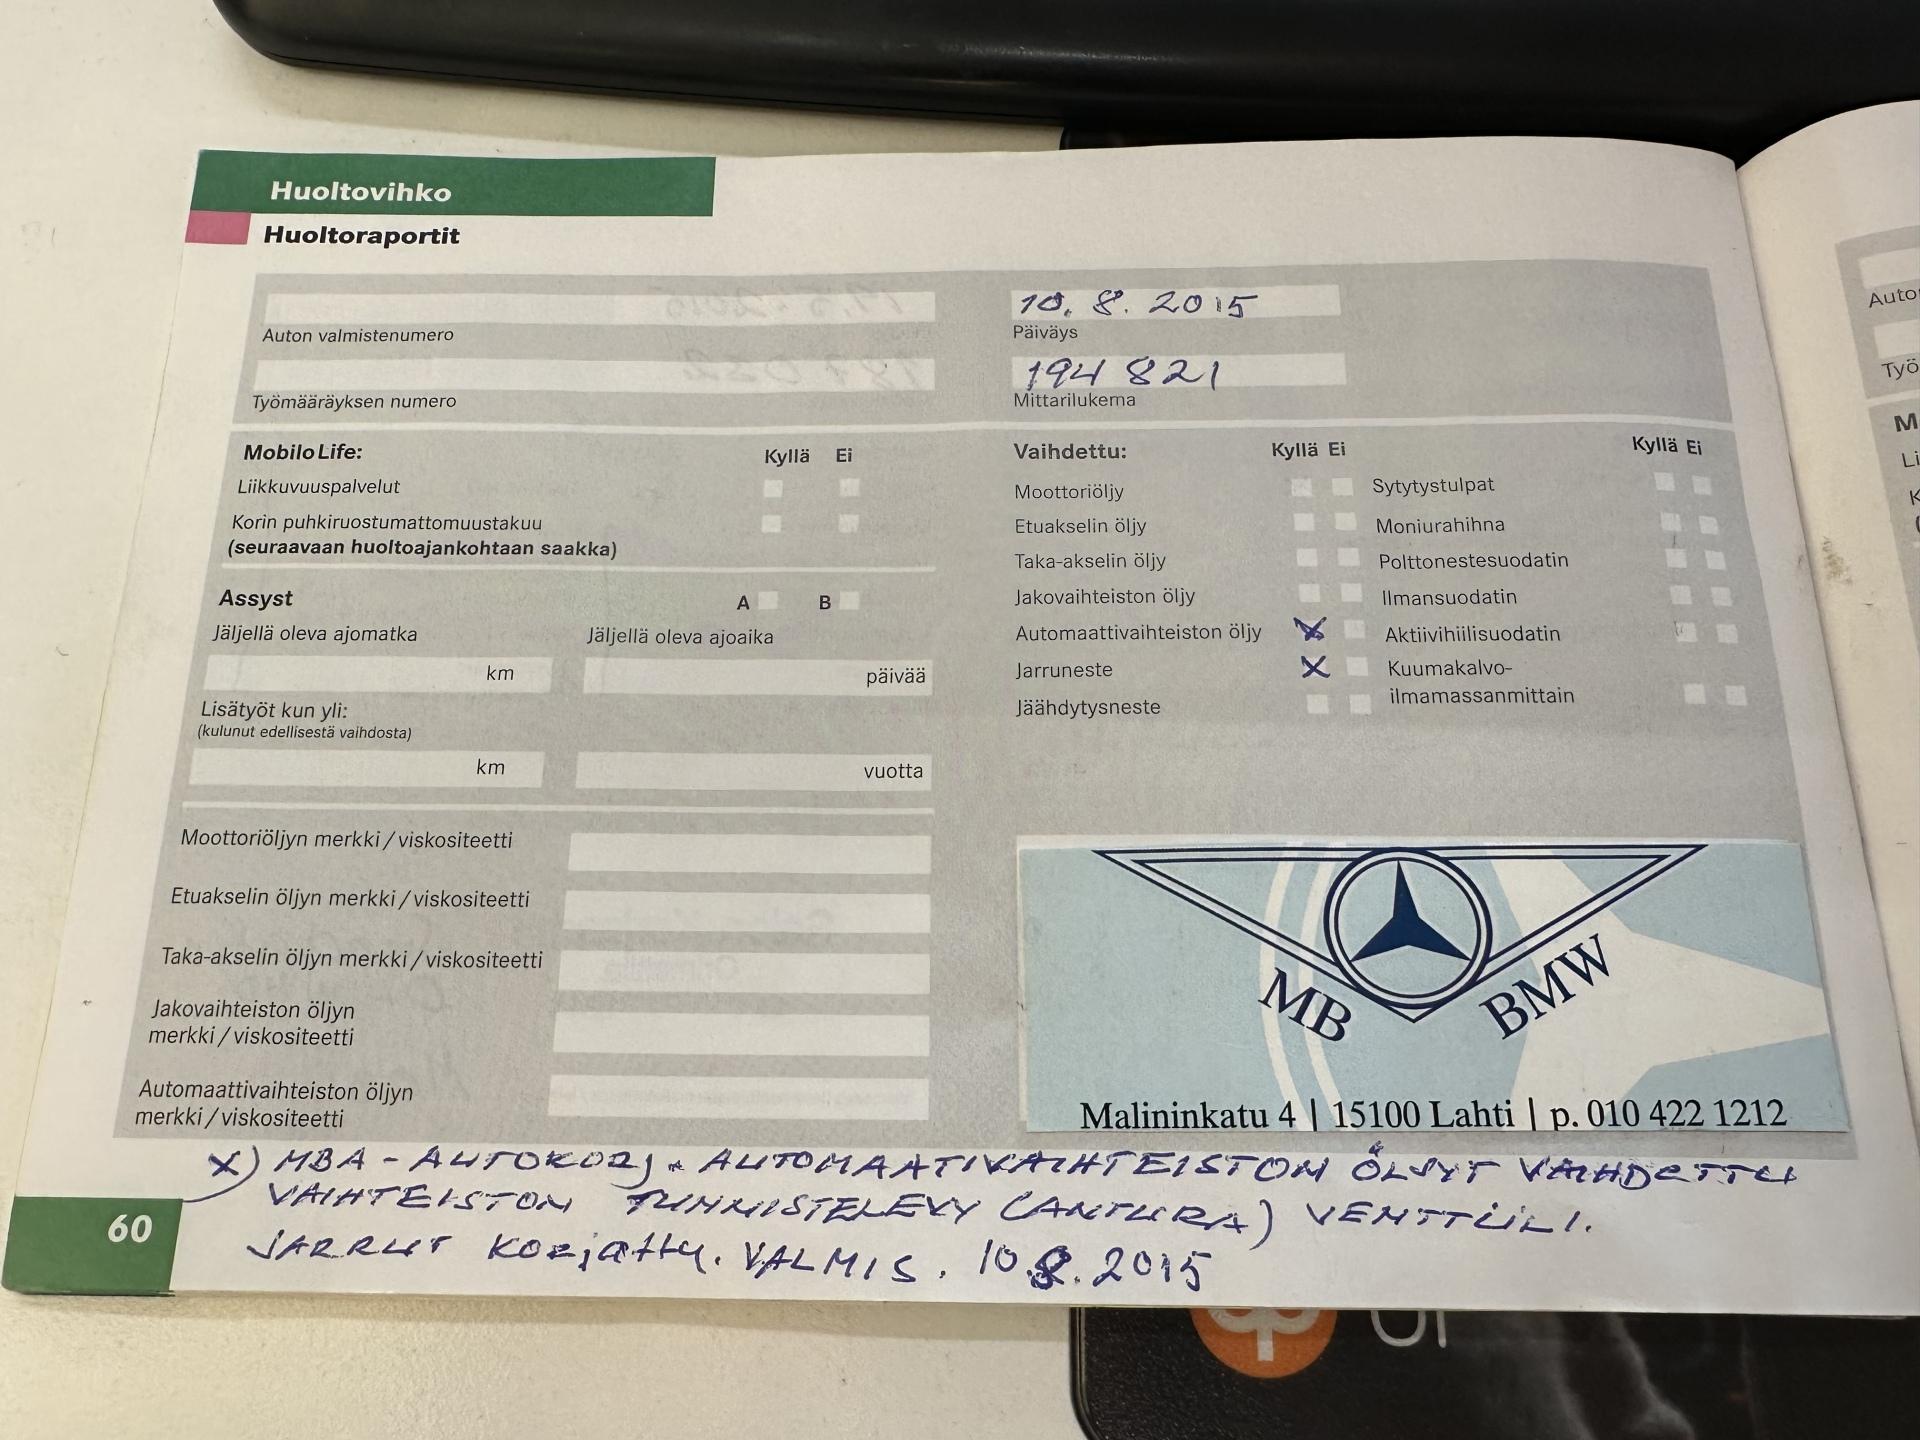 Huoltovihko
Huoltoraportit
Auton valmistenumero
Työmääräyksen numero
10. 8. 2015
Päiväys
194 821
Mittarilukema
MobiloLife: Kyllä Ei
Liikkuvuuspalvelut
Korin puhkiruostumattomuustakuu
(seuraavaan huoltoajankohtaan saakka)
Assyst A B
Jäljellä oleva ajomatka Jäljellä oleva ajoaika
km päivää
Lisätyöt kun yli:
(kulunut edellisestä vaihdosta)
km vuotta
Moottoriöljyn merkki / viskositeetti
Etuakselin öljyn merkki / viskositeetti
Taka-akselin öljyn merkki / viskositeetti
Jakovaihteiston öljyn
merkki / viskositeetti
Automaattivaihteiston öljyn
merkki / viskositeetti
Vaihdettu: Kyllä Ei Kyllä Ei
Moottoriöljy Sytytystulpat
Etuakselin öljy Moniurahihna
Taka-akselin öljy Polttonestesuodatin
Jakovaihteiston öljy Ilmansuodatin
Automaattivaihteiston öljy X Aktiivihiilisuodatin
Jarruneste X Kuumakalvo-
ilmamassanmittain
Jäähdytysneste
MB BMW
Malininkatu 4 | 15100 Lahti | p. 010 422 1212
X) MBA - AUTOKORJ. AUTOMAATIVAIHTEISTON ÖLJYT VAIHDETTU
VAIHTEISTON TUNNISTELEVY (ANTURA) VENTTIILI.
JARRUT Korjattu. VALMIS. 10.8.2015
60
Auto
Työ
M
Li
K
(
OP